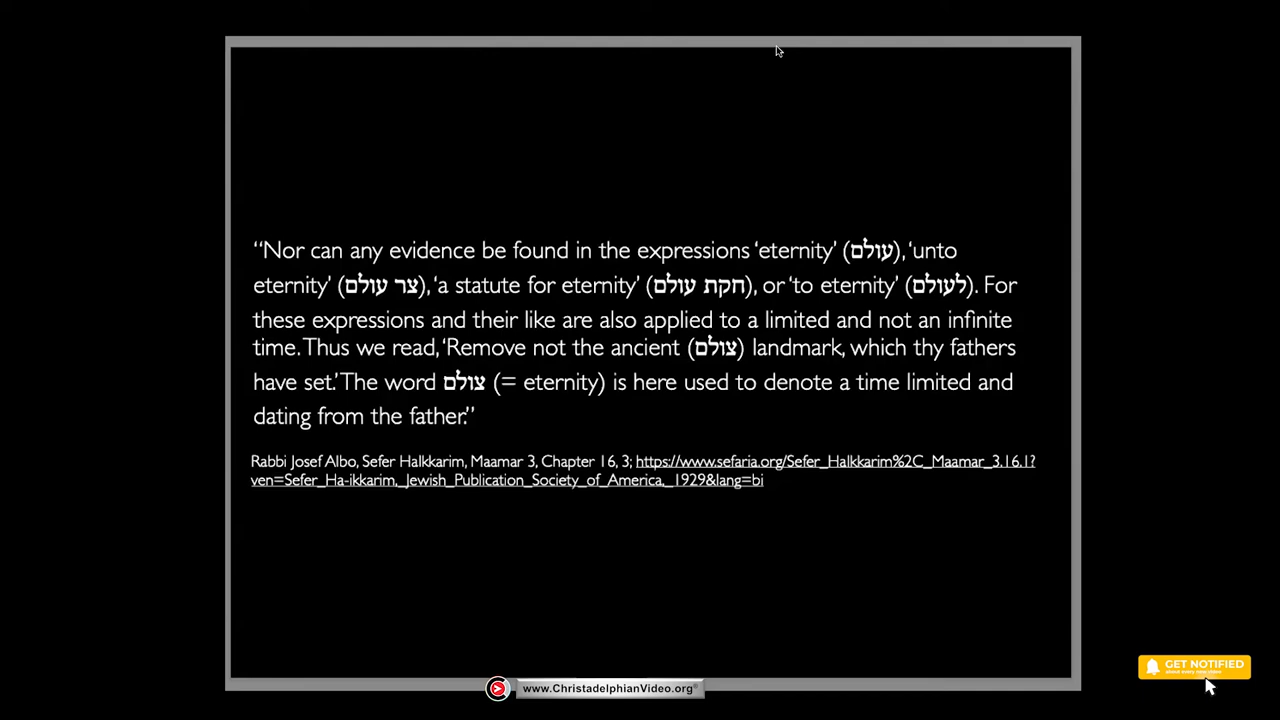 “Nor can any evidence be found in the expressions ‘eternity’ (עולם), ‘unto
eternity’ (צר עולם), ‘a statute for eternity’ (חקת עולם), or ‘to eternity’ (לעולם). For
these expressions and their like are also applied to a limited and not an infinite
time. Thus we read, ‘Remove not the ancient (צולם) landmark, which thy fathers
have set.’ The word צולם (= eternity) is here used to denote a time limited and
dating from the father.”
Rabbi Josef Albo, Sefer Halkkarim, Maamar 3, Chapter 16, 3; https://www.sefaria.org/Sefer_Halkkarim%2C_Maamar_3.16.1?
ven=Sefer_Ha-ikkarim,_Jewish_Publication_Society_of_America,_1929&lang=bi
GET NOTIFIED
about every new video
www.ChristadelphianVideo.org